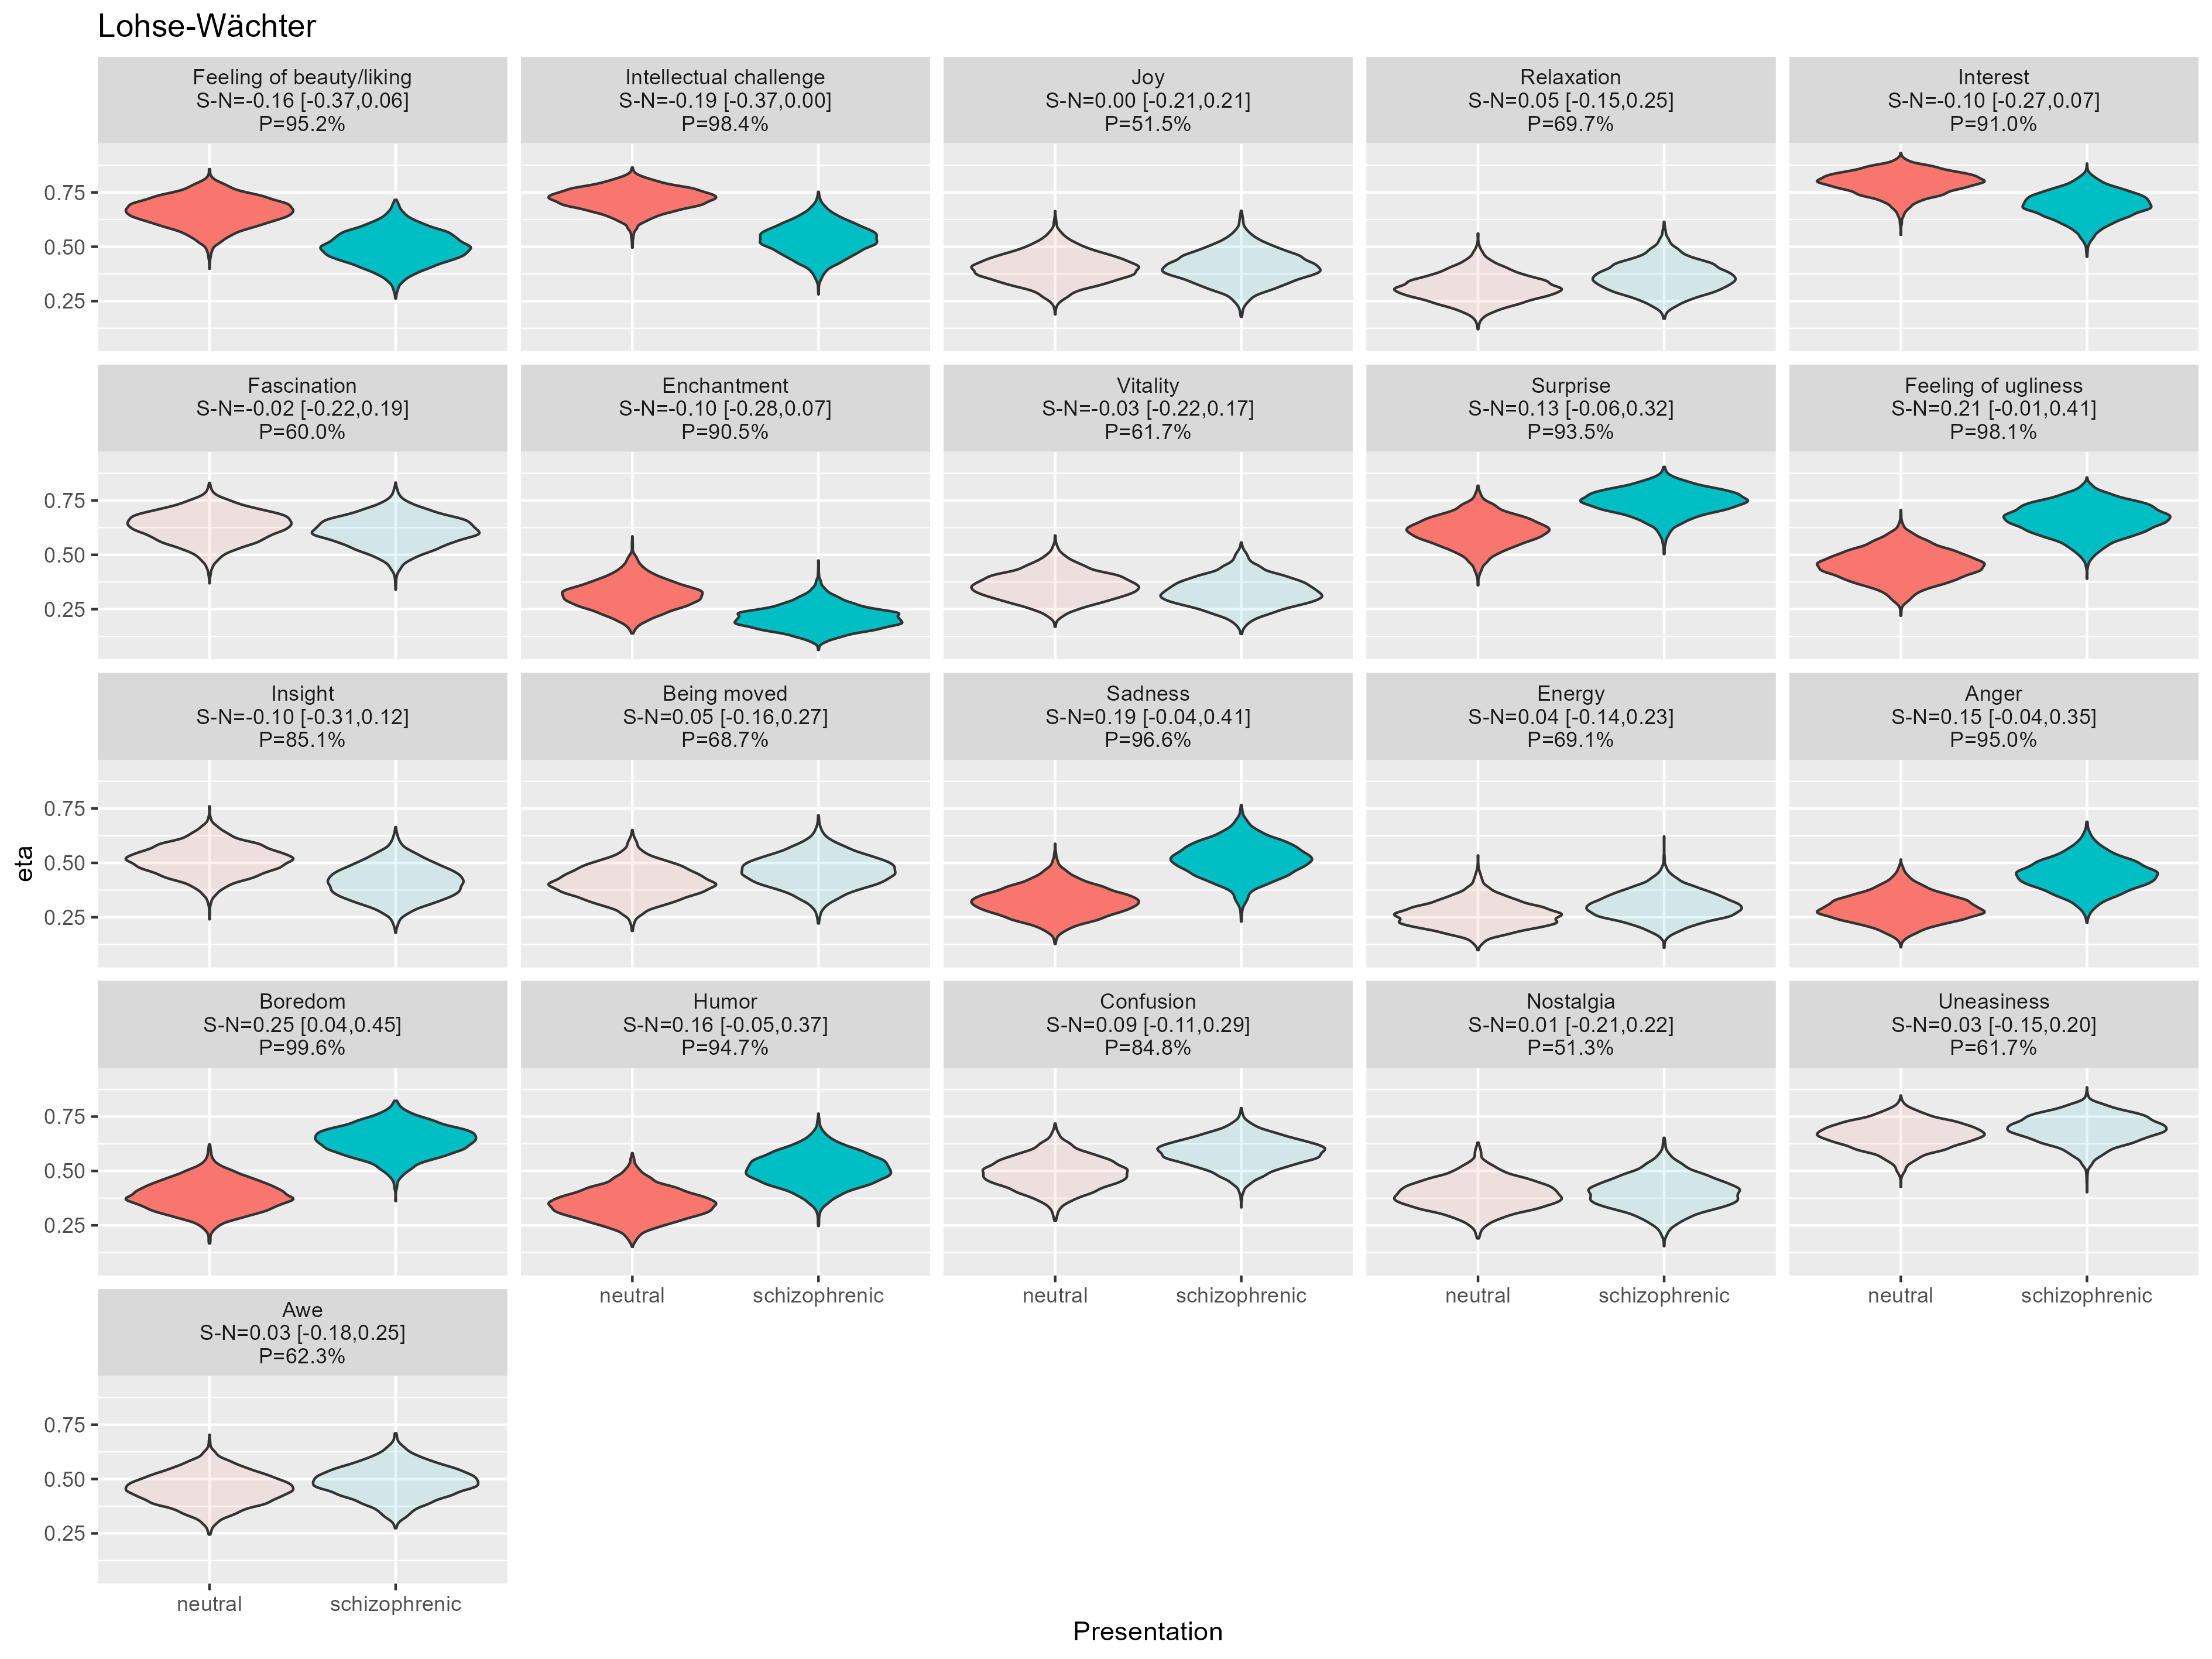 Lohse-Wächter
Feeling of beauty/liking
S-N=-0.16 [-0.37,0.06]
P=95.2%
Intellectual challenge
S-N=-0.19 [-0.37,0.00]
P=98.4%
Joy
S-N=0.00 [-0.21,0.21]
P=51.5%
Relaxation
S-N=0.05 [-0.15,0.25]
P=69.7%
Interest
S-N=-0.10 [-0.27,0.07]
P=91.0%
0.75
0.50
0.25
Fascination
S-N=-0.02 [-0.22,0.19]
P=60.0%
Enchantment
S-N=-0.10 [-0.28,0.07]
P=90.5%
Vitality
S-N=-0.03 [-0.22,0.17]
P=61.7%
Surprise
S-N=0.13 [-0.06,0.32]
P=93.5%
Feeling of ugliness
S-N=0.21 [-0.01,0.41]
P=98.1%
0.75
0.50
0.25
Insight
S-N=-0.10 [-0.31,0.12]
P=85.1%
Being moved
S-N=0.05 [-0.16,0.27]
P=68.7%
Sadness
S-N=0.19 [-0.04,0.41]
P=96.6%
Energy
S-N=0.04 [-0.14,0.23]
P=69.1%
Anger
S-N=0.15 [-0.04,0.35]
P=95.0%
0.75
0.50
0.25
eta
Boredom
S-N=0.25 [0.04,0.45]
P=99.6%
Humor
S-N=0.16 [-0.05,0.37]
P=94.7%
Confusion
S-N=0.09 [-0.11,0.29]
P=84.8%
Nostalgia
S-N=0.01 [-0.21,0.22]
P=51.3%
Uneasiness
S-N=0.03 [-0.15,0.20]
P=61.7%
0.75
0.50
0.25
neutral schizophrenic
neutral schizophrenic
neutral schizophrenic
neutral schizophrenic
Awe
S-N=0.03 [-0.18,0.25]
P=62.3%
0.75
0.50
0.25
neutral schizophrenic
Presentation